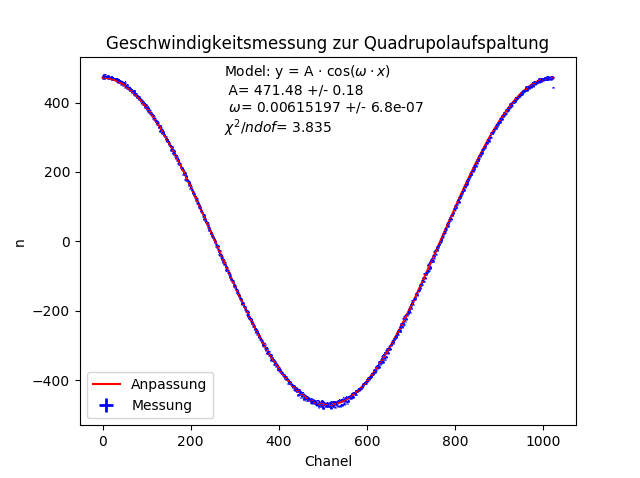 Geschwindigkeitsmessung zur Quadrupolaufspaltung
Model: y = A · cos(ω · x)
A= 471.48 +/- 0.18
ω= 0.00615197 +/- 6.8e-07
χ²/ndof= 3.835
400
200
0
−200
−400
n
Anpassung
Messung
0 200 400 600 800 1000
Chanel